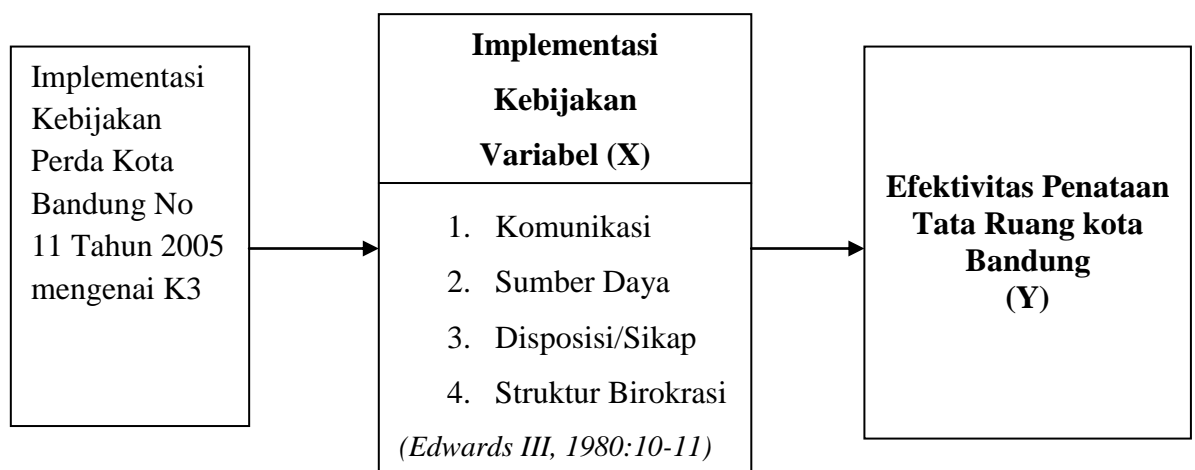 Implementasi
Kebijakan
Perda Kota
Bandung No
11 Tahun 2005
mengenai K3
Implementasi
Kebijakan
Variabel (X)
1. Komunikasi
2. Sumber Daya
3. Disposisi/Sikap
4. Struktur Birokrasi
(Edwards III, 1980:10-11)
Efektivitas Penataan
Tata Ruang kota
Bandung
(Y)